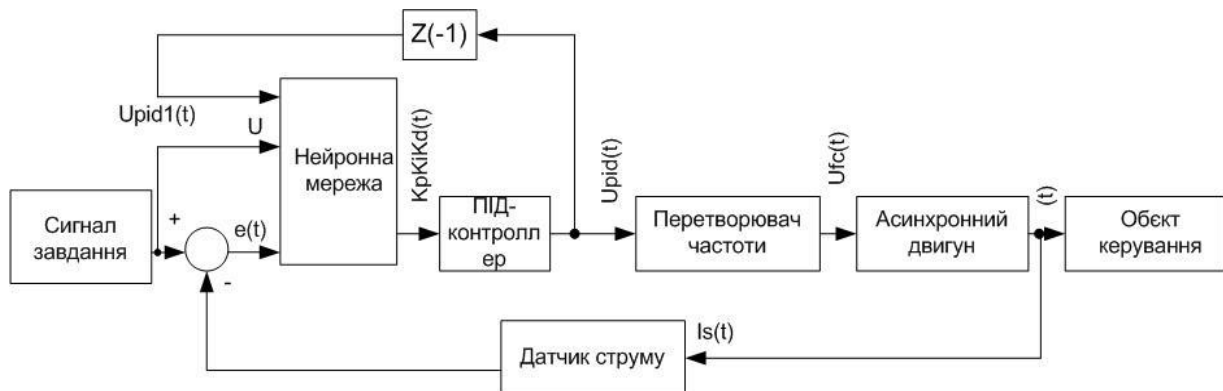 Z(-1)
Upid1(t)
U
Нейронна
мережа
KpKiKd(t)
Upid(t)
Ufc(t)
(t)
Сигнал
завдання
+
e(t)
-
ПІД-
контролл
ер
Перетворювач
частоти
Асинхронний
двигун
Обєкт
керування
Is(t)
Датчик струму